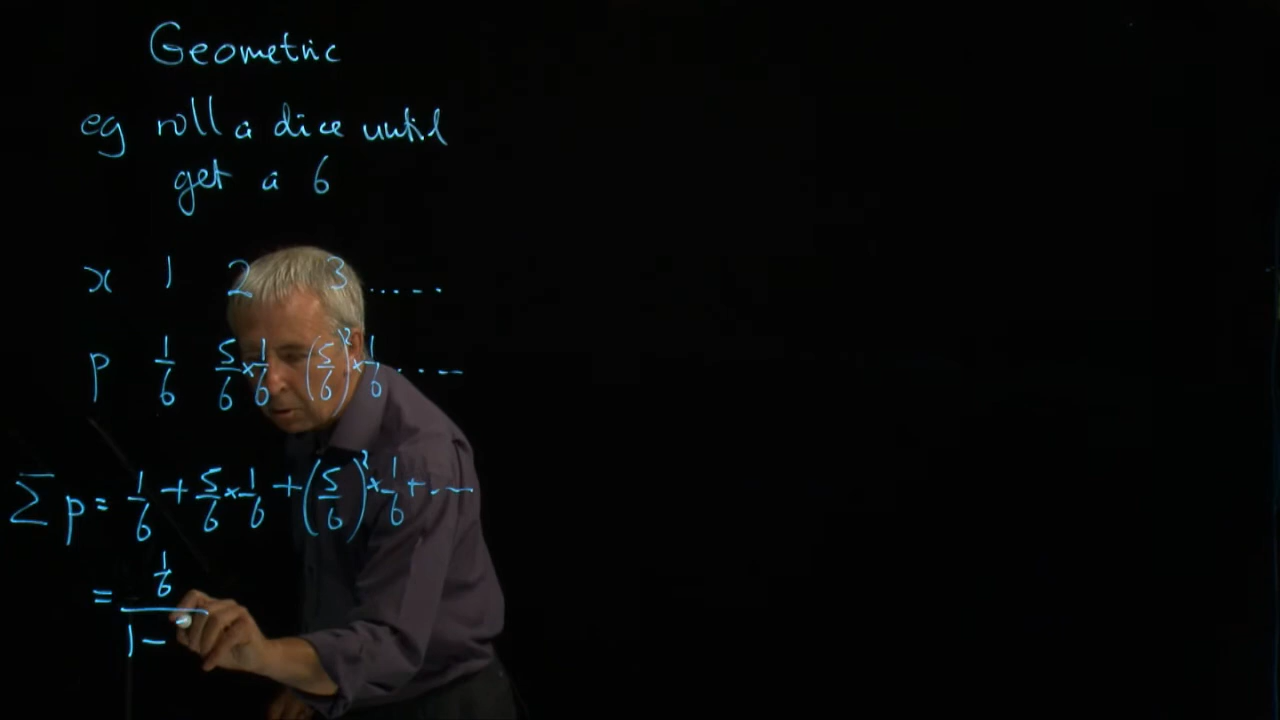 Geometric
eg roll a dice until
get a 6
x 1 2 3 .....
p 1/6 5/6 × 1/6 (5/6)² × 1/6 ....
Σp = 1/6 + 5/6 × 1/6 + (5/6)² × 1/6 + ....
= 1/6 / 1 -